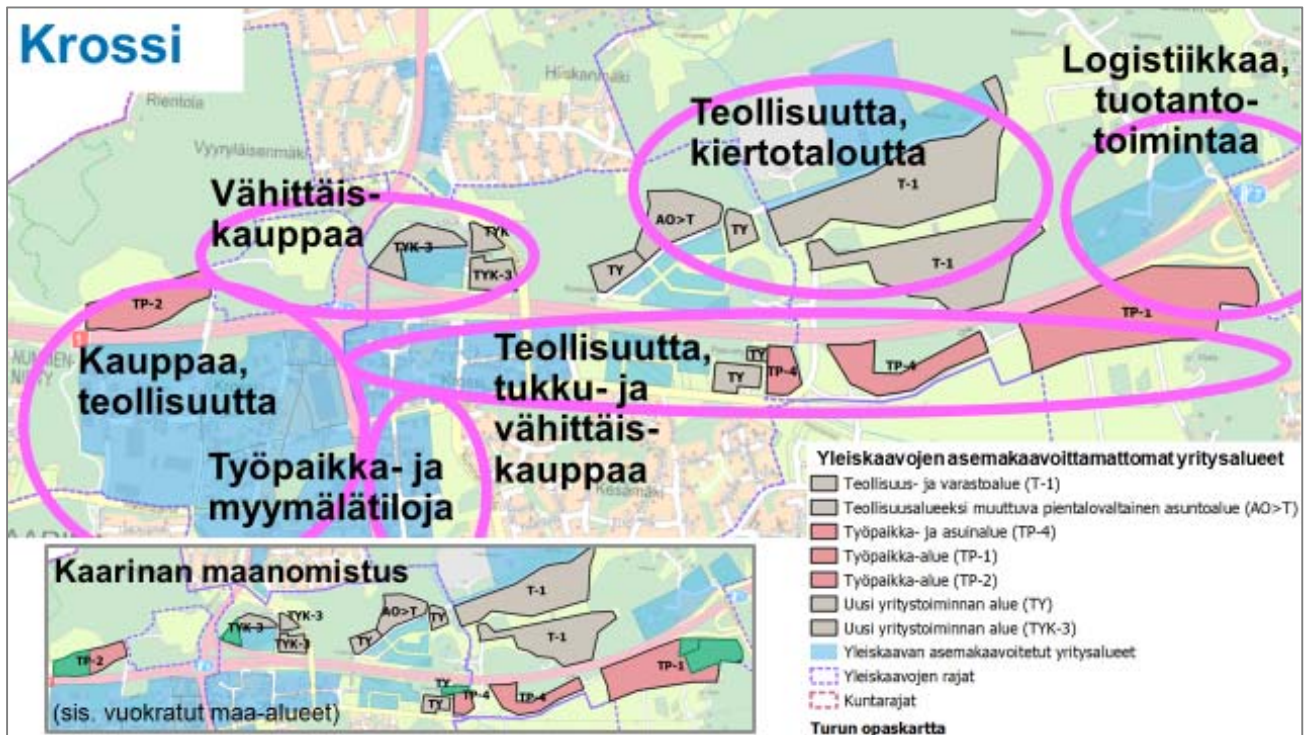 Krossi
Rientola
Vyyryläisenmäki
Hiiskanmäki
Logistiikkaa,
tuotanto-
toimintaa
Teollisuutta,
kiertotaloutta
T-1
AO>T
TY
TY
T-1
Vähittäis-
kauppaa
TYK-3
TYK
TYK-3
TP-2
TP-1
Kauppaa,
teollisuutta
Teollisuutta,
tukku- ja
vähittäis-
kauppaa
TY
TY
TP-4
TP-4
Krossi
Työpaikka- ja
myymälätiloja
Kesämäki
Yleiskaavojen asemakaavoittamattomat yritysalueet
Teollisuus- ja varastoalue (T-1)
Teollisuusalueeksi muuttuva pientalovaltainen asuntoalue (AO>T)
Työpaikka- ja asuinalue (TP-4)
Työpaikka-alue (TP-1)
Työpaikka-alue (TP-2)
Uusi yritystoiminnan alue (TY)
Uusi yritystoiminnan alue (TYK-3)
Yleiskaavan asemakaavoitetut yritysalueet
Yleiskaavojen rajat
Kuntarajat
Turun opaskartta
Kaarinan maanomistus
T-1
AO>T
TYK-3
TYK-3
TYK-3
TY
TY
T-1
TP-2
TP-1
TY
TY
TP-4
TP-4
(sis. vuokratut maa-alueet)